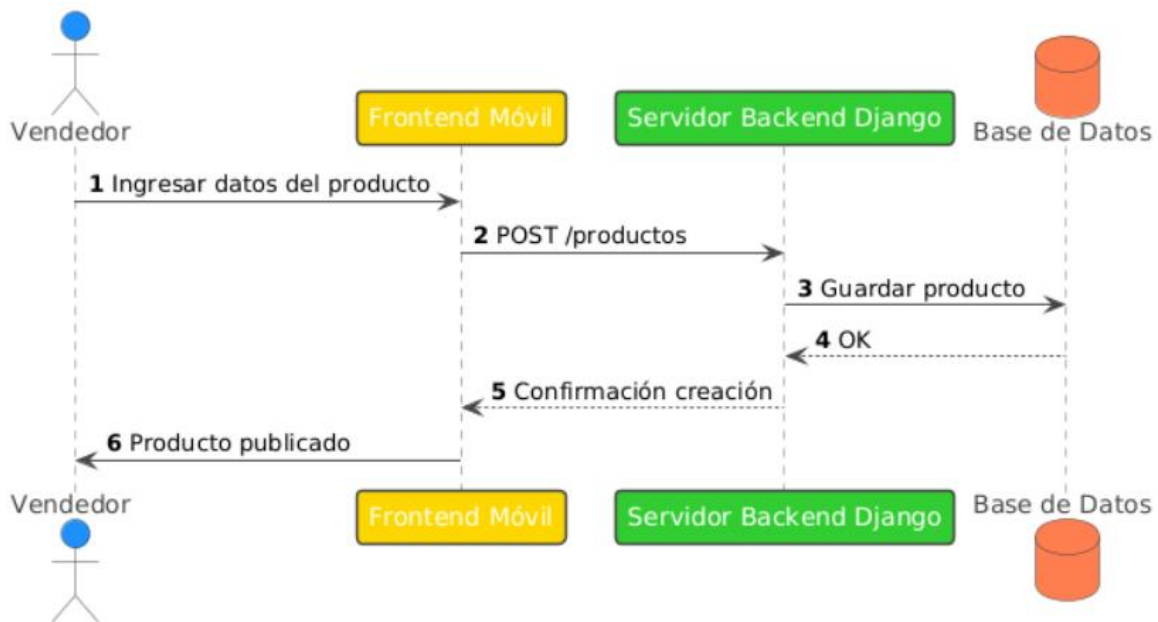 Vendedor
Frontend Móvil
Servidor Backend Django
Base de Datos
1 Ingresar datos del producto
2 POST /productos
3 Guardar producto
4 OK
5 Confirmación creación
6 Producto publicado
Vendedor
Frontend Móvil
Servidor Backend Django
Base de Datos